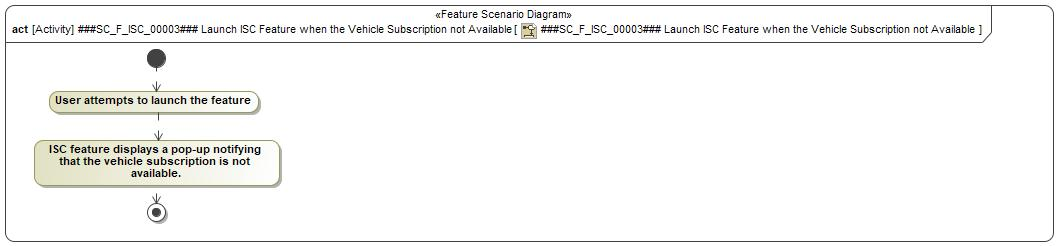 «Feature Scenario Diagram»
act [Activity] ###SC_F_ISC_00003### Launch ISC Feature when the Vehicle Subscription not Available [ ###SC_F_ISC_00003### Launch ISC Feature when the Vehicle Subscription not Available ]
User attempts to launch the feature
ISC feature displays a pop-up notifying
that the vehicle subscription is not
available.